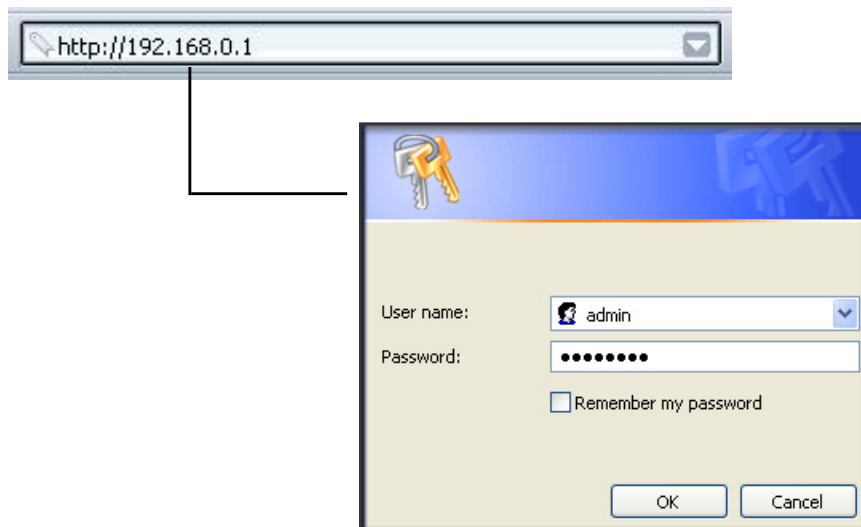 http://192.168.0.1
User name:
admin
Password:
••••••••
Remember my password
OK
Cancel